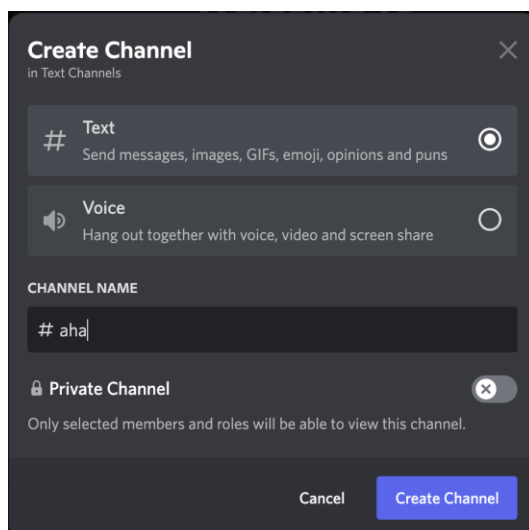 Create Channel
in Text Channels
Text
Send messages, images, GIFs, emoji, opinions and puns
Voice
Hang out together with voice, video and screen share
CHANNEL NAME
# aha
Private Channel
Only selected members and roles will be able to view this channel.
Cancel Create Channel